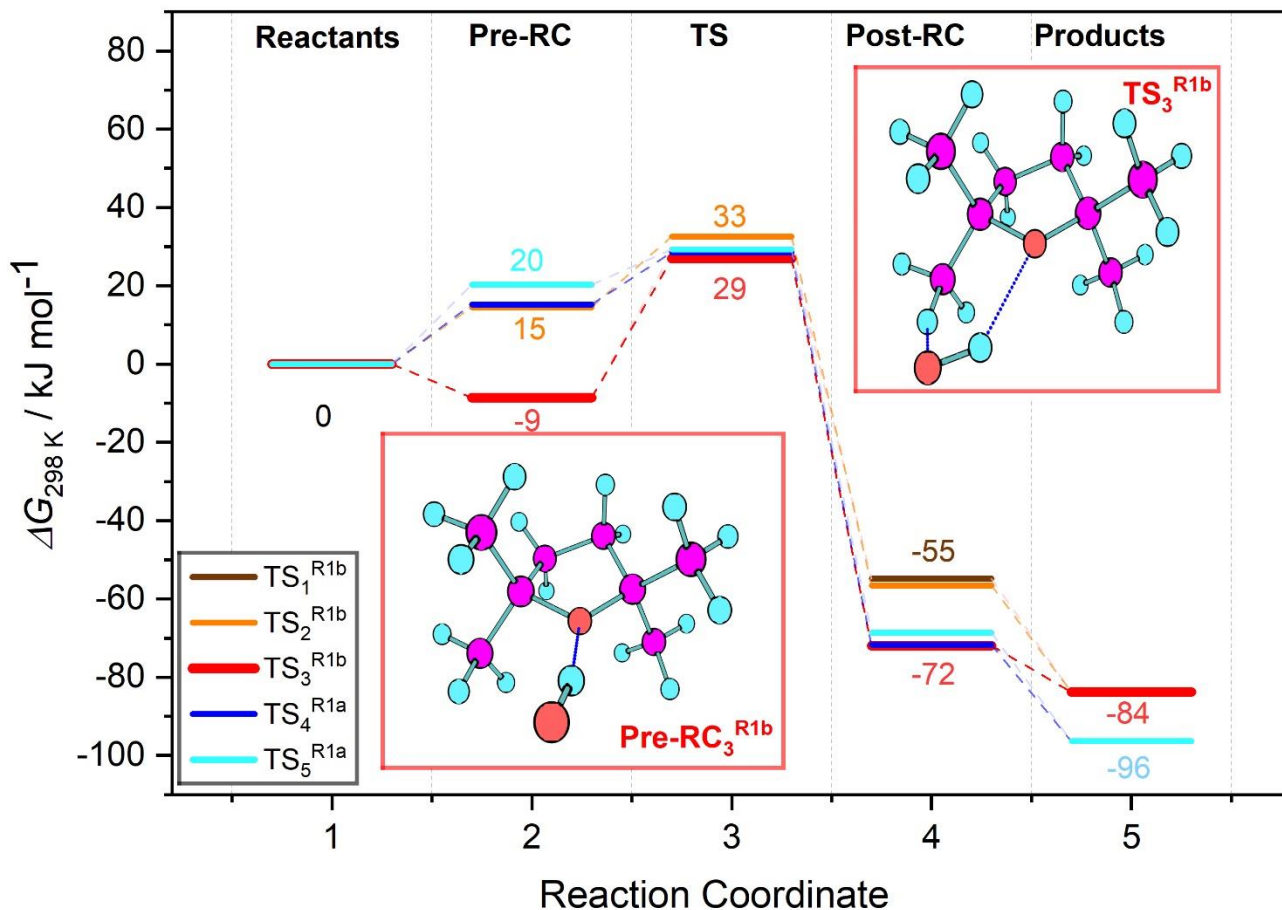 Reactants Pre-RC TS Post-RC Products
80
60
40
20
0
-20
-40
-60
-80
-100
ΔG298 K / kJ mol-1
TS3R1b
33
20
29
15
0
-9
Pre-RC3R1b
-55
-72
-84
-96
TS1R1b
TS2R1b
TS3R1b
TS4R1a
TS5R1a
1 2 3 4 5
Reaction Coordinate